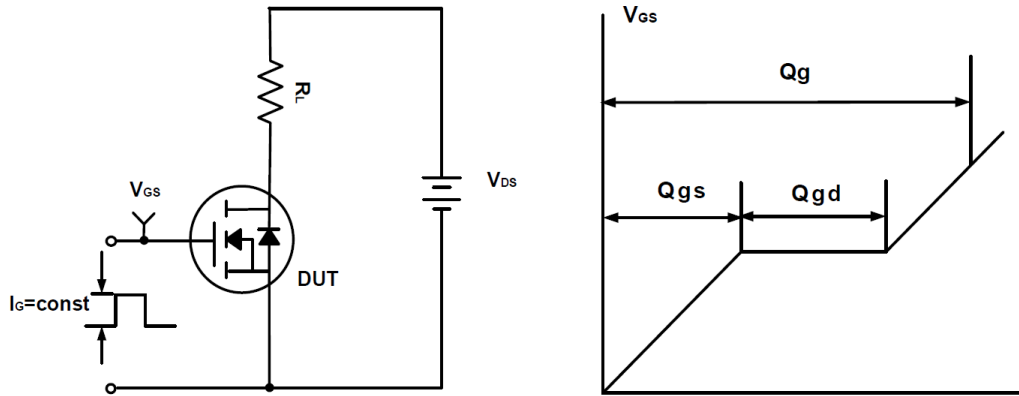 RL
VGS
VDS
DUT
IG=const
VGS
Qg
Qgs
Qgd